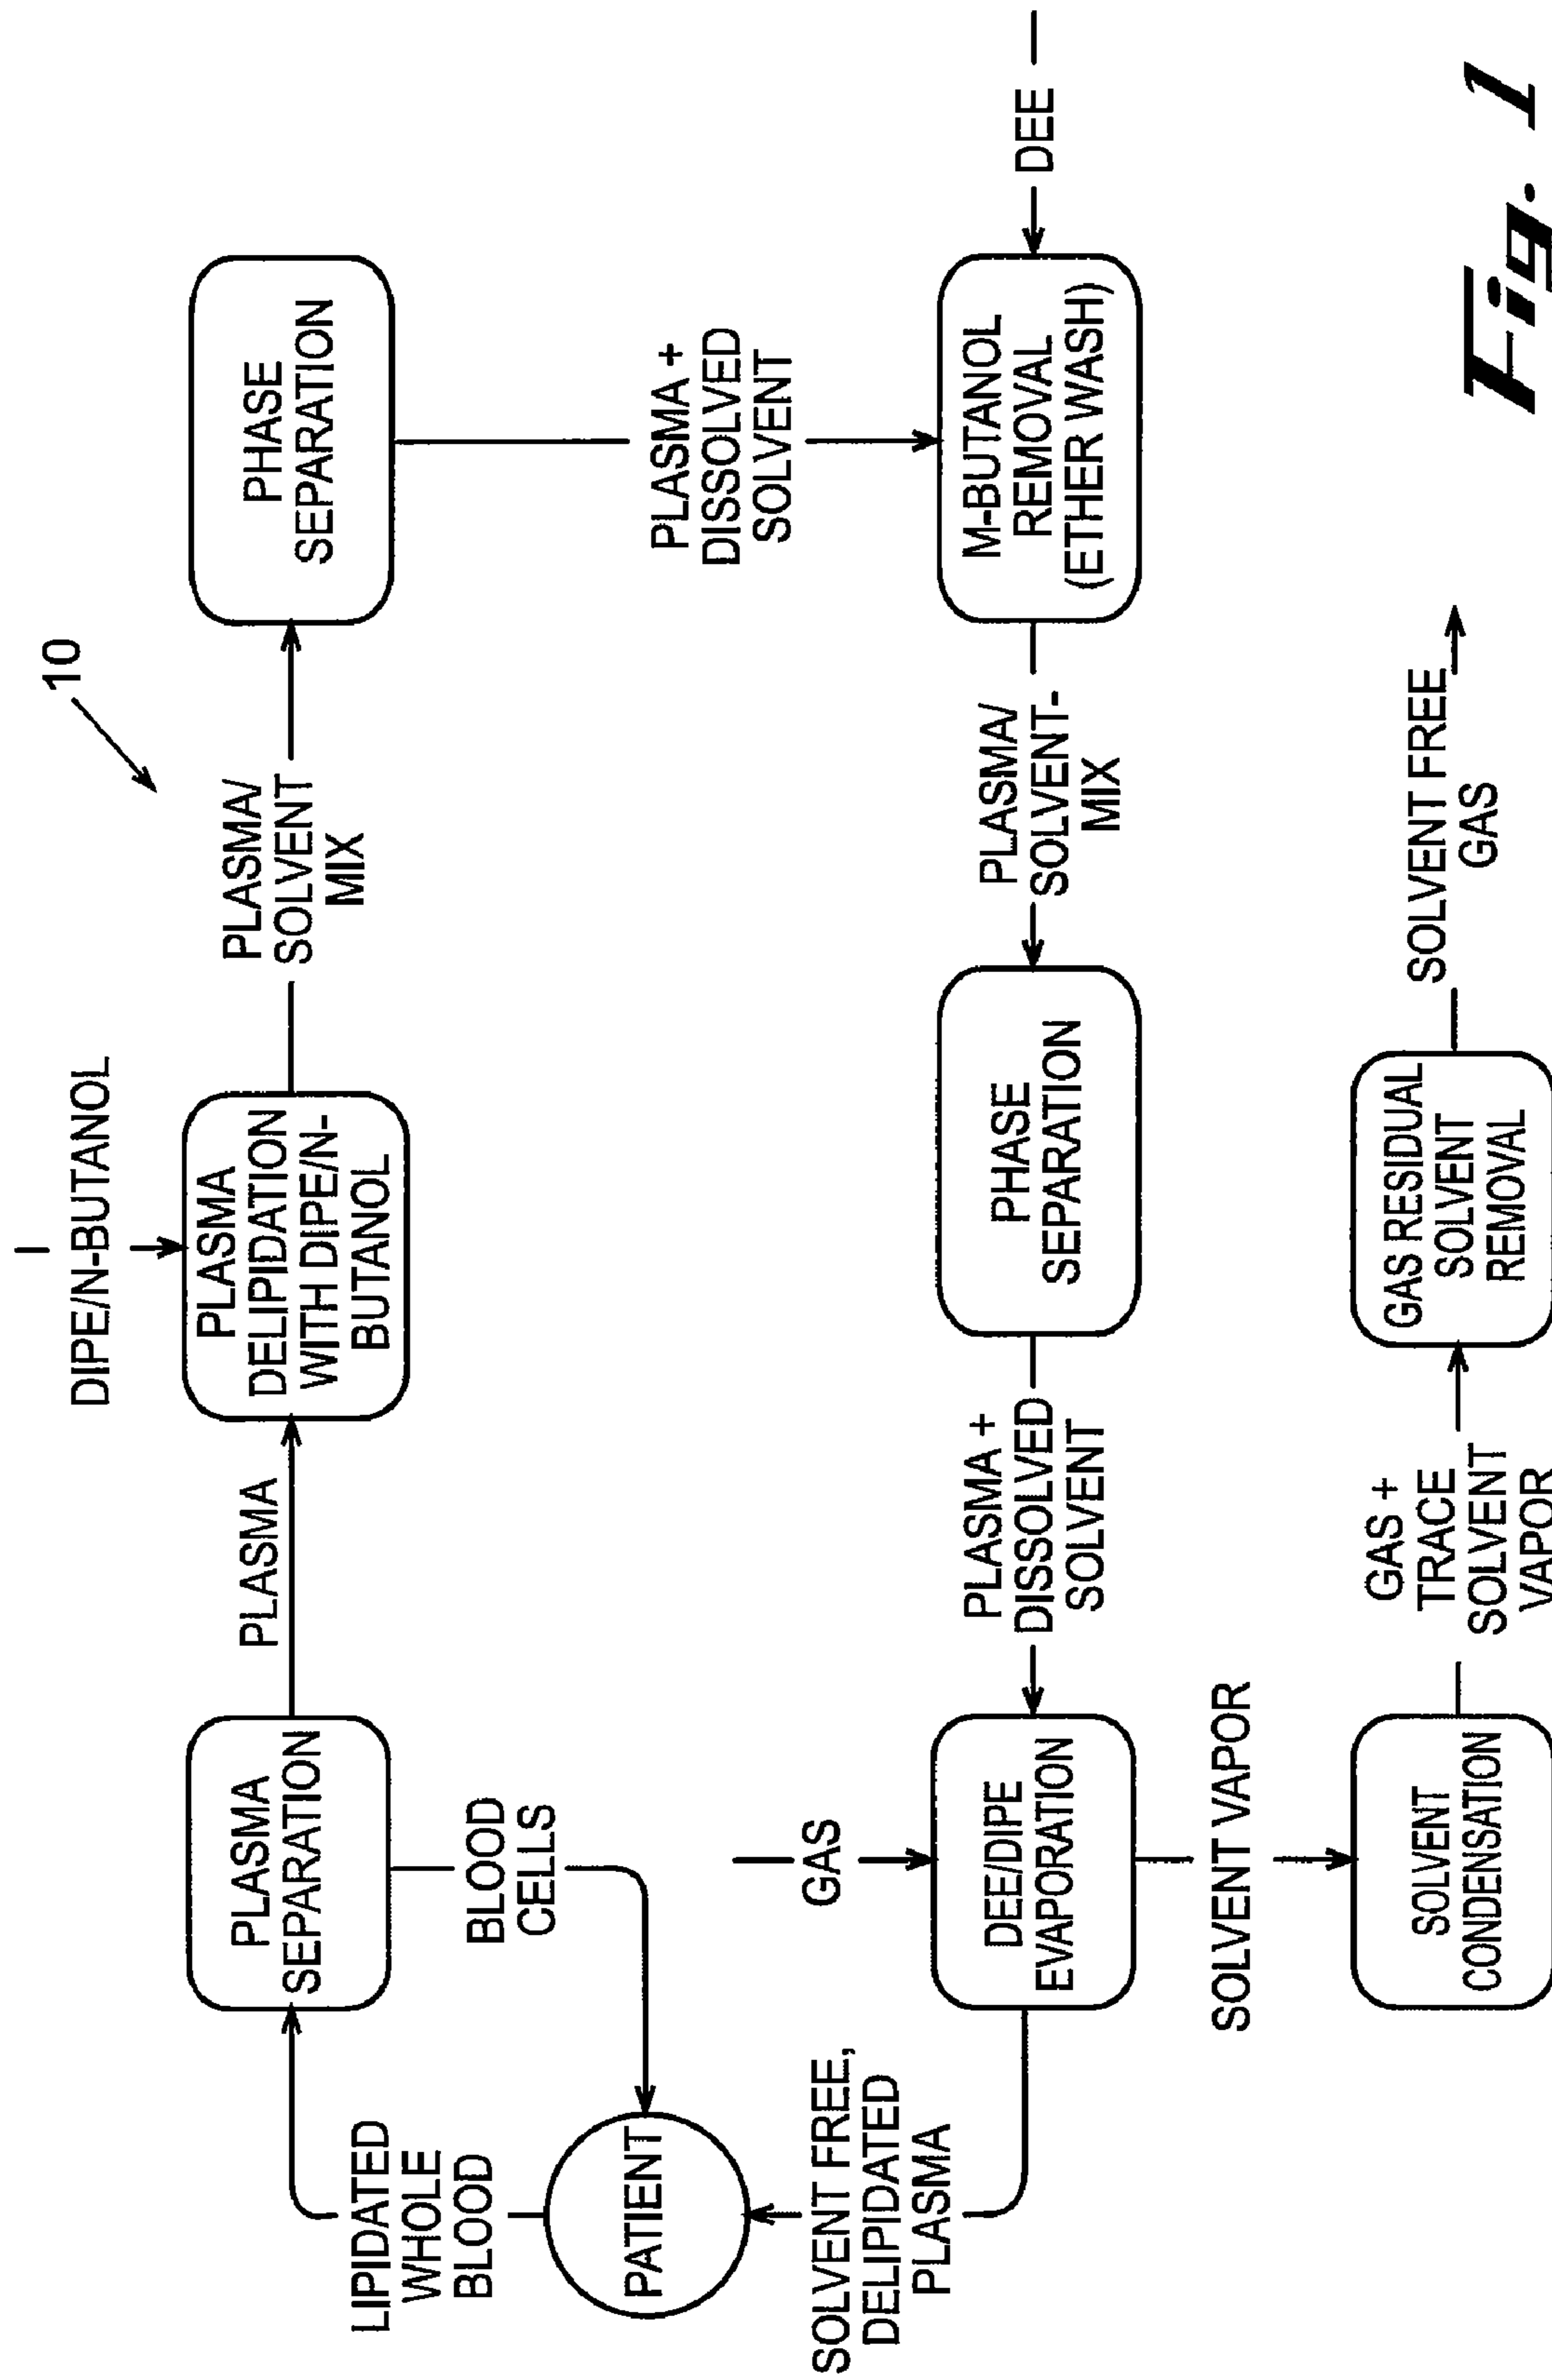 10
DIPE/N-BUTANOL
LIPIDATED
WHOLE
BLOOD
PLASMA
SEPARATION
PLASMA
PLASMA
DELIPIDATION
WITH DIPE/N-
BUTANOL
PLASMA/
SOLVENT
MIX
PHASE
SEPARATION
BLOOD
CELLS
PATIENT
PLASMA +
DISSOLVED
SOLVENT
SOLVENT FREE,
DELIPIDATED
PLASMA
GAS
DEE/DIPE
EVAPORATION
PLASMA +
DISSOLVED
SOLVENT
PHASE
SEPARATION
PLASMA/
SOLVENT-
MIX
M-BUTANOL
REMOVAL
(ETHER WASH)
DEE
SOLVENT VAPOR
SOLVENT
CONDENSATION
GAS +
TRACE
SOLVENT
VAPOR
GAS RESIDUAL
SOLVENT
REMOVAL
SOLVENT FREE
GAS
Fig. 1